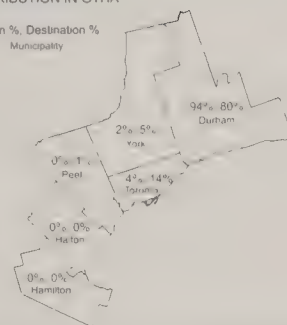 n %, Destination %
Municipality
94% 80%
Durham
2% 5%
York
0% 1
Peel
4% 14%
Toronto
0% 0%
Halton
0% 0%
Hamilton